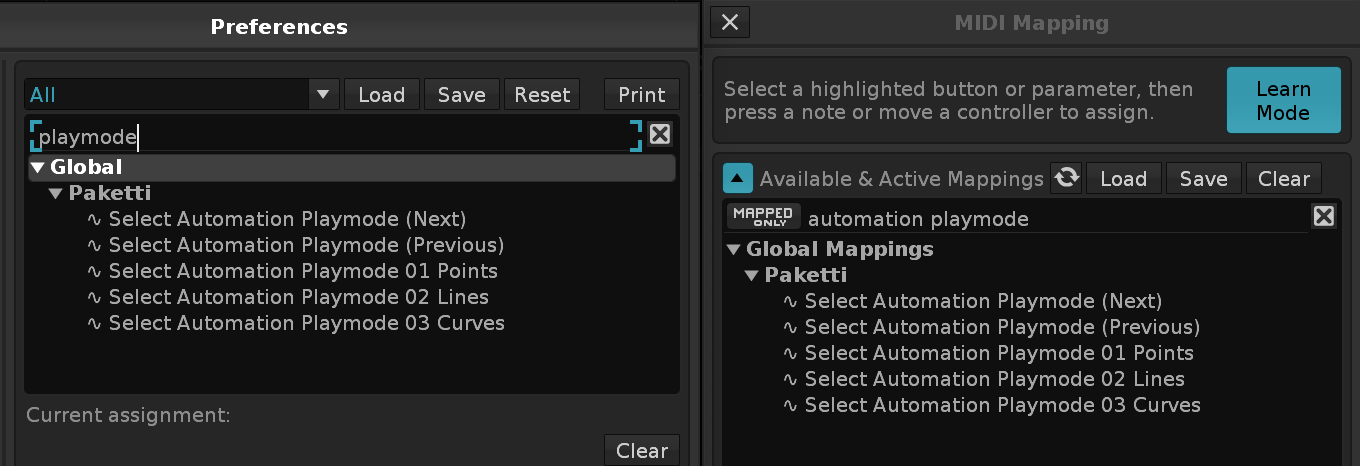 Preferences
All
Load
Save
Reset
Print
playmode
Global
Paketti
Select Automation Playmode (Next)
Select Automation Playmode (Previous)
Select Automation Playmode 01 Points
Select Automation Playmode 02 Lines
Select Automation Playmode 03 Curves
Current assignment:
Clear
MIDI Mapping
Select a highlighted button or parameter, then
press a note or move a controller to assign.
Learn
Mode
Available & Active Mappings
Load
Save
Clear
MAPPED
ONLY
automation playmode
Global Mappings
Paketti
Select Automation Playmode (Next)
Select Automation Playmode (Previous)
Select Automation Playmode 01 Points
Select Automation Playmode 02 Lines
Select Automation Playmode 03 Curves